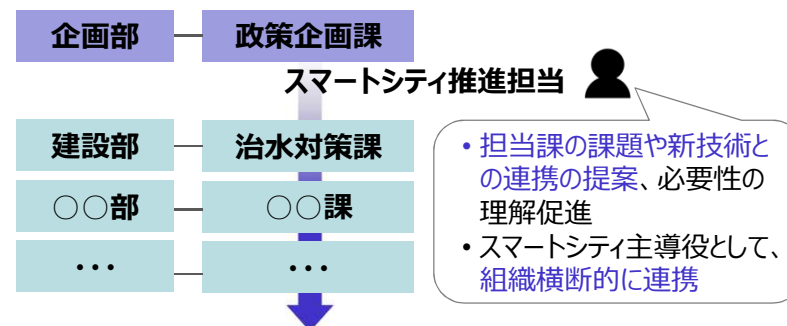 企画部 政策企画課
スマートシティ推進担当
建設部 治水対策課
○○部 ○○課
・・・ ・・・
・担当課の課題や新技術と
の連携の提案、必要性の
理解促進
・スマートシティ主導役として、
組織横断的に連携